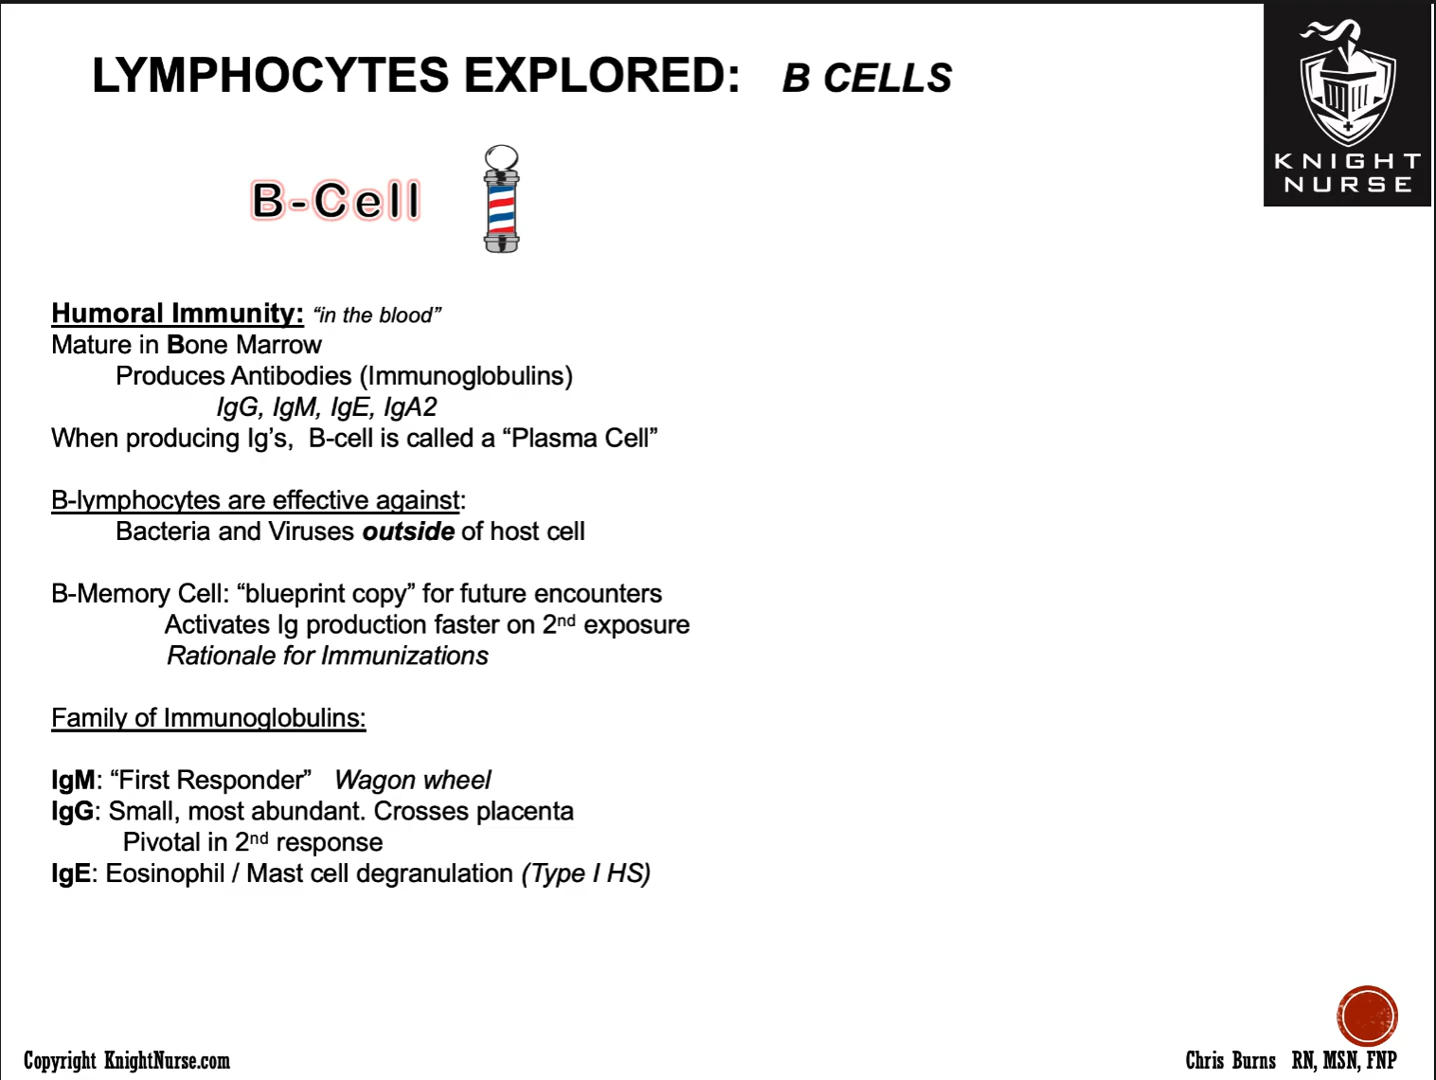 LYMPHOCYTES EXPLORED: B CELLS
KNIGHT
NURSE
B-Cell
Humoral Immunity: “in the blood”
Mature in Bone Marrow
Produces Antibodies (Immunoglobulins)
IgG, IgM, IgE, IgA2
When producing Ig’s, B-cell is called a “Plasma Cell”
B-lymphocytes are effective against:
Bacteria and Viruses outside of host cell
B-Memory Cell: “blueprint copy” for future encounters
Activates Ig production faster on 2nd exposure
Rationale for Immunizations
Family of Immunoglobulins:
IgM: “First Responder” Wagon wheel
IgG: Small, most abundant. Crosses placenta
Pivotal in 2nd response
IgE: Eosinophil / Mast cell degranulation (Type I HS)
Copyright KnightNurse.com
Chris Burns RN, MSN, FNP